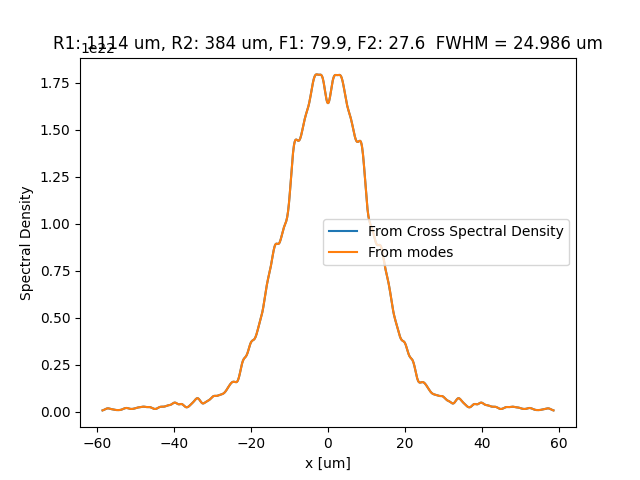 R1: 1114 um, R2: 384 um, F1: 79.9, F2: 27.6  FWHM = 24.986 um
1e22
1.75
1.50
1.25
1.00
0.75
0.50
0.25
0.00
Spectral Density
From Cross Spectral Density
From modes
−60 −40 −20 0 20 40 60
x [um]